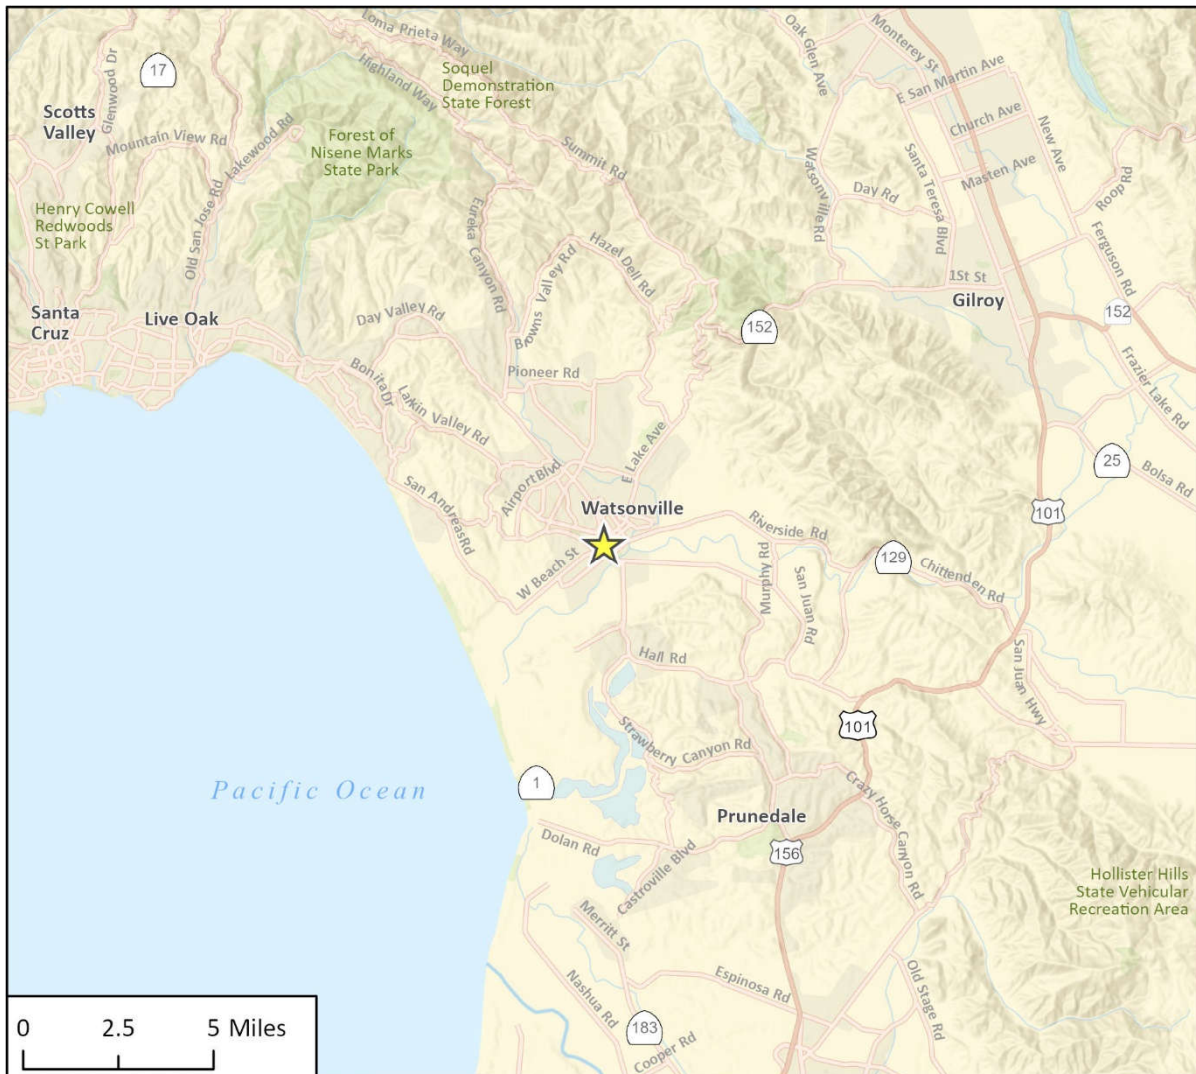 Loma Prieta Way
Oak Glen Ave
Monterey St
17
Glenwood Dr
Highland Way
Soquel
Demonstration
State Forest
E San Martin Ave
Scotts
Valley
Mountain View Rd
Lakewood Rd
Forest of
Nisene Marks
State Park
Summit Rd
Church Ave
New Ave
Masten Ave
Santa Teresa Blvd
Watsonville Rd
Day Rd
Roop Rd
Henry Cowell
Redwoods
St Park
Old San Jose Rd
Eureka Canyon Rd
Browns Valley Rd
Hazel Dell Rd
Ferguson Rd
1St St
Gilroy
Santa
Cruz
Live Oak
Day Valley Rd
152
152
Bonita Dr
Pioneer Rd
Frazier Lake Rd
Larkin Valley Rd
E Lake Ave
25
Bolsa Rd
San Andreas Rd
Airport Blvd
Watsonville
101
Riverside Rd
W Beach St
Murphy Rd
San Juan Rd
129
Chittenden Rd
Hall Rd
San Juan Hwy
Strawberry Canyon Rd
101
Pacific Ocean
1
Crazy Horse Canyon Rd
Prunedale
Dolan Rd
156
Castroville Blvd
Hollister Hills
State Vehicular
Recreation Area
Merritt St
Nashua Rd
Espinosa Rd
Old Stage Rd
183
Cooper Rd
0 2.5 5 Miles